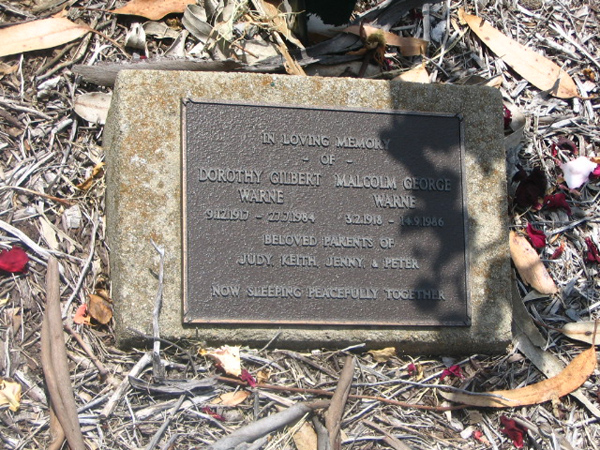 IN LOVING MEMORY
- OF -
DOROTHY GILBERT MALCOLM GEORGE
WARNE WARNE
9.12.1917 - 27.7.1984 3.2.1918 - 14.9.1986
BELOVED PARENTS OF
JUDY, KEITH, JENNY, & PETER
NOW SLEEPING PEACEFULLY TOGETHER